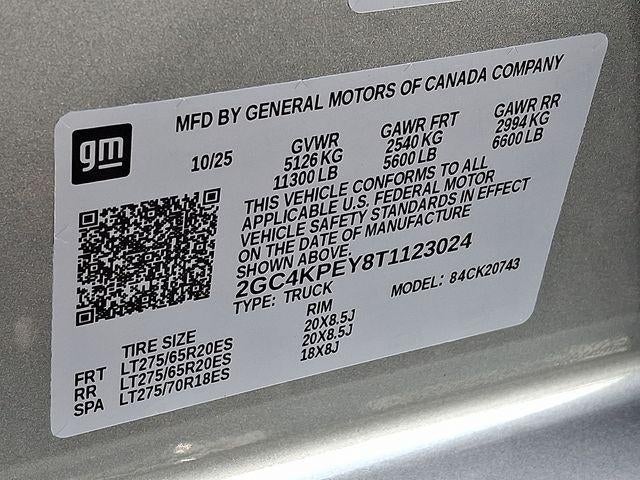 MFD BY GENERAL MOTORS OF CANADA COMPANY
gm
10/25
GVWR
5126 KG
11300 LB
GAWR FRT
2540 KG
5600 LB
GAWR RR
2994 KG
6600 LB
THIS VEHICLE CONFORMS TO ALL
APPLICABLE U.S. FEDERAL MOTOR
VEHICLE SAFETY STANDARDS IN EFFECT
ON THE DATE OF MANUFACTURE
SHOWN ABOVE.
2GC4KPEY8T1123024
TYPE: TRUCK
MODEL: 84CK20743
TIRE SIZE RIM
FRT LT275/65R20ES 20X8.5J
RR LT275/65R20ES 20X8.5J
SPA LT275/70R18ES 18X8J